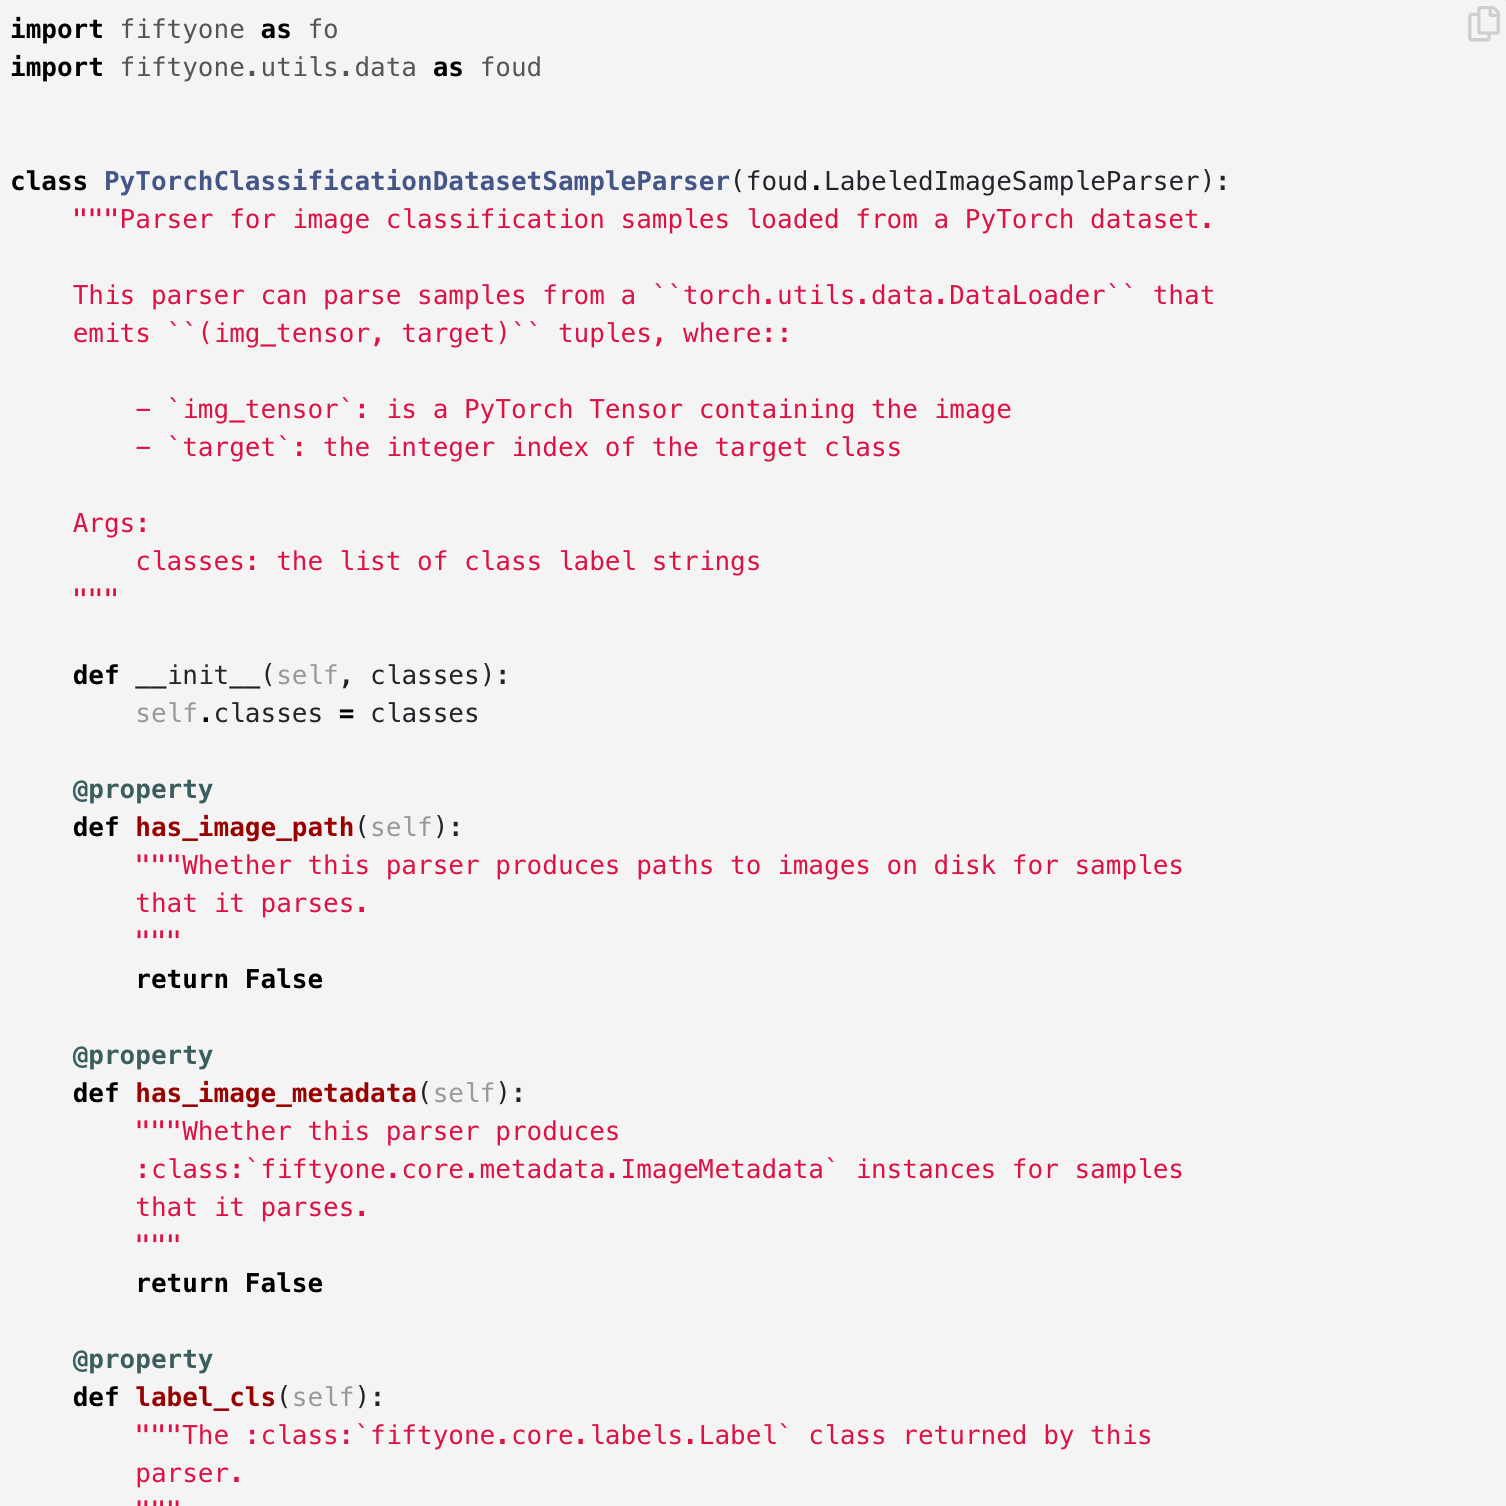 import fiftyone as fo
import fiftyone.utils.data as foud


class PyTorchClassificationDatasetSampleParser(foud.LabeledImageSampleParser):
    """Parser for image classification samples loaded from a PyTorch dataset.

    This parser can parse samples from a ``torch.utils.data.DataLoader`` that
    emits ``(img_tensor, target)`` tuples, where::

        - `img_tensor`: is a PyTorch Tensor containing the image
        - `target`: the integer index of the target class

    Args:
        classes: the list of class label strings
    """

    def __init__(self, classes):
        self.classes = classes

    @property
    def has_image_path(self):
        """Whether this parser produces paths to images on disk for samples
        that it parses.
        """
        return False

    @property
    def has_image_metadata(self):
        """Whether this parser produces
        :class:`fiftyone.core.metadata.ImageMetadata` instances for samples
        that it parses.
        """
        return False

    @property
    def label_cls(self):
        """The :class:`fiftyone.core.labels.Label` class returned by this
        parser.
        """